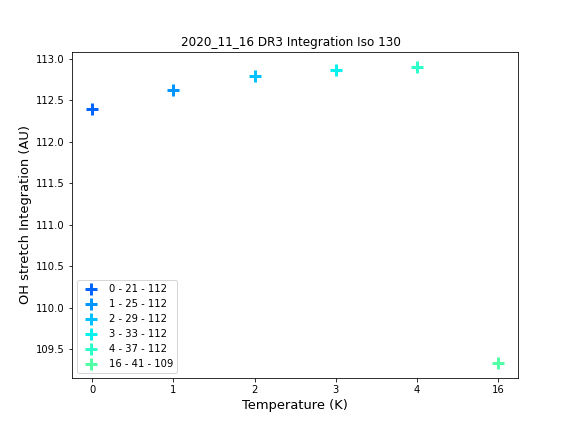 2020_11_16 DR3 Integration Iso 130
113.0
112.5
112.0
111.5
111.0
110.5
110.0
109.5
OH stretch Integration (AU)
0 - 21 - 112
1 - 25 - 112
2 - 29 - 112
3 - 33 - 112
4 - 37 - 112
16 - 41 - 109
0 1 2 3 4 16
Temperature (K)